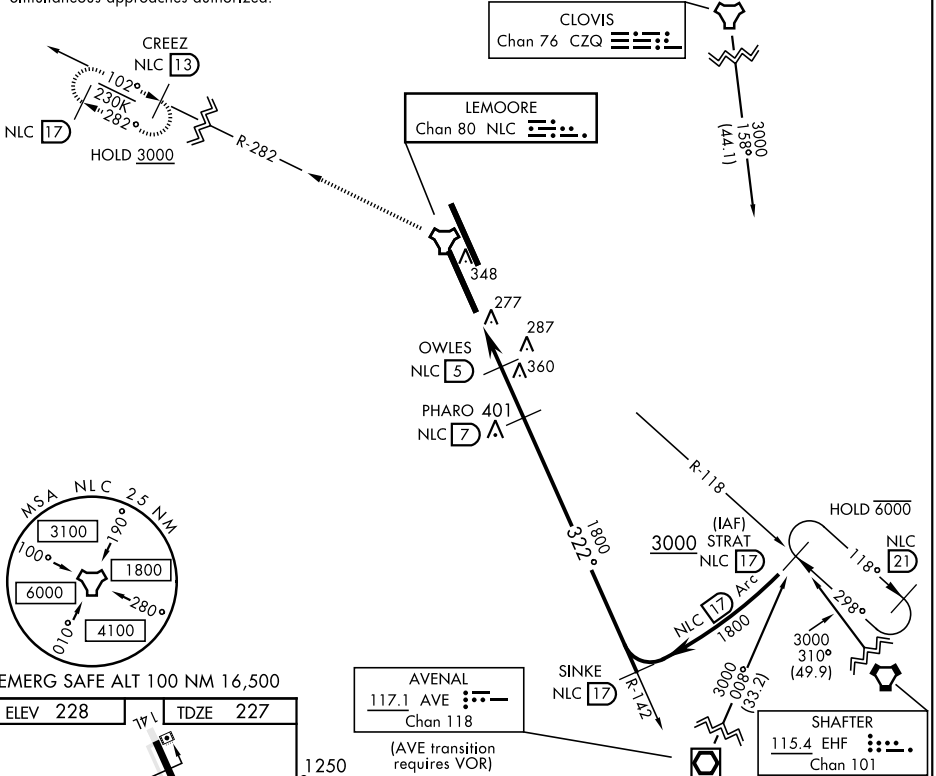 simultaneous approaches authorized.
CLOVIS
Chan 76 CZQ
3000
158°
(44.1)
CREEZ
NLC 13
102°
230K
282°
NLC 17
HOLD 3000
R-282
LEMOORE
Chan 80 NLC
348
277
287
360
OWLES
NLC 5
PHARO 401
NLC 7
R-118
HOLD 6000
(IAF)
3000 STRAT
NLC 17
NLC
21
118°
298°
1800
322°
NLC 17 Arc
1800
3000
310°
(49.9)
3000
008°
(33.2)
SINKE
NLC 17
R-142
MSA NLC 25 NM
3100
190°
100°
1800
6000
280°
010°
4100
EMERG SAFE ALT 100 NM 16,500
ELEV 228
TDZE 227
14L
1250
AVENAL
117.1 AVE
Chan 118
(AVE transition
requires VOR)
SHAFTER
115.4 EHF
Chan 101